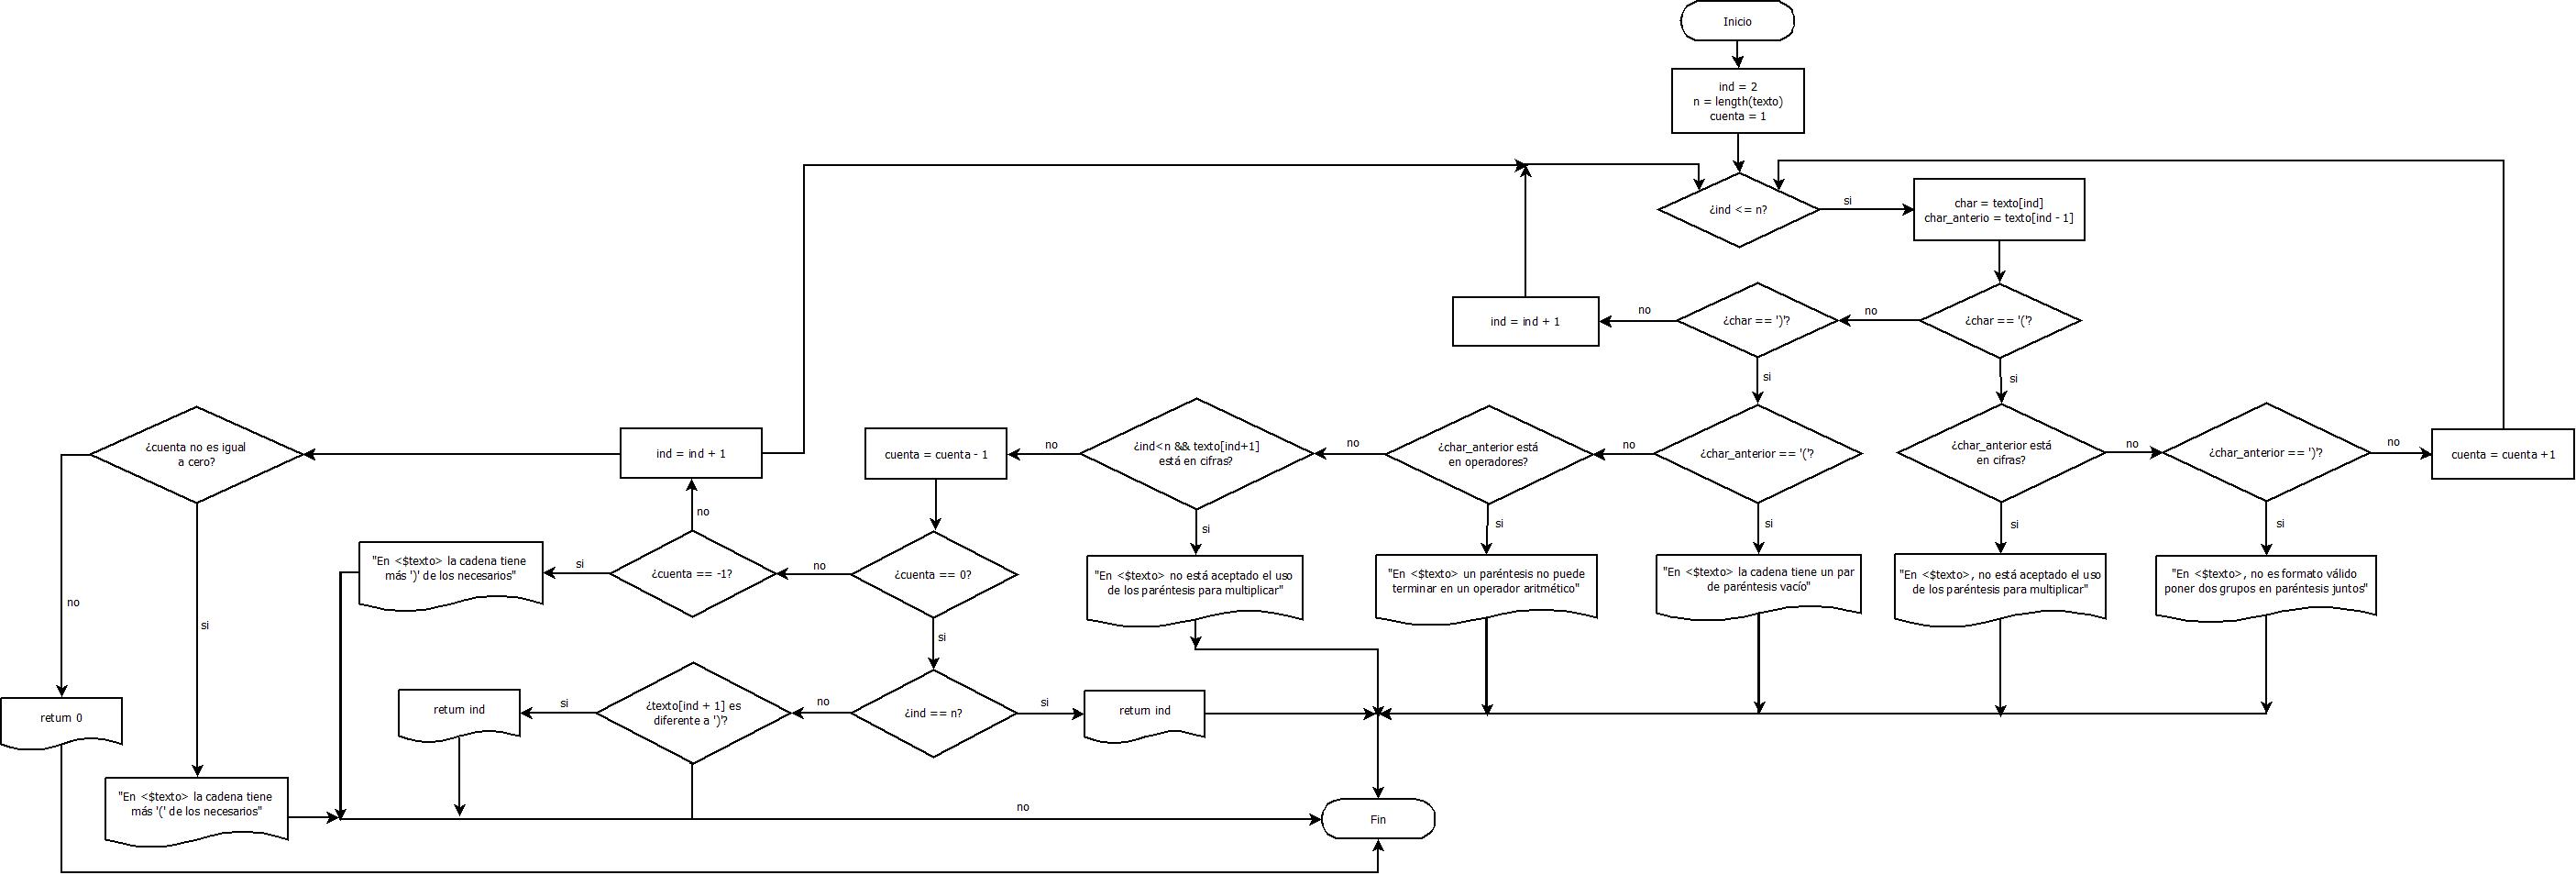 Inicio
ind = 2
n = length(texto)
cuenta = 1
¿ind <= n?
si
char = texto[ind]
char_anterio = texto[ind - 1]
ind = ind + 1
no
¿char == ')'?
no
¿char == '('?
si
si
¿cuenta no es igual
a cero?
ind = ind + 1
cuenta = cuenta - 1
no
¿ind<n && texto[ind+1]
está en cifras?
no
¿char_anterior está
en operadores?
no
¿char_anterior == '('?
¿char_anterior está
en cifras?
no
¿char_anterior == ')'?
no
cuenta = cuenta +1
no
si
si
si
si
si
"En <$texto> la cadena tiene
más ')' de los necesarios"
si
¿cuenta == -1?
no
¿cuenta == 0?
"En <$texto> no está aceptado el uso
de los paréntesis para multiplicar"
"En <$texto> un paréntesis no puede
terminar en un operador aritmético"
"En <$texto> la cadena tiene un par
de paréntesis vacío"
"En <$texto>, no está aceptado el uso
de los paréntesis para multiplicar"
"En <$texto>, no es formato válido
poner dos grupos en paréntesis juntos"
no
si
si
return 0
return ind
si
¿texto[ind + 1] es
diferente a ')'?
no
¿ind == n?
si
return ind
"En <$texto> la cadena tiene
más '(' de los necesarios"
no
Fin